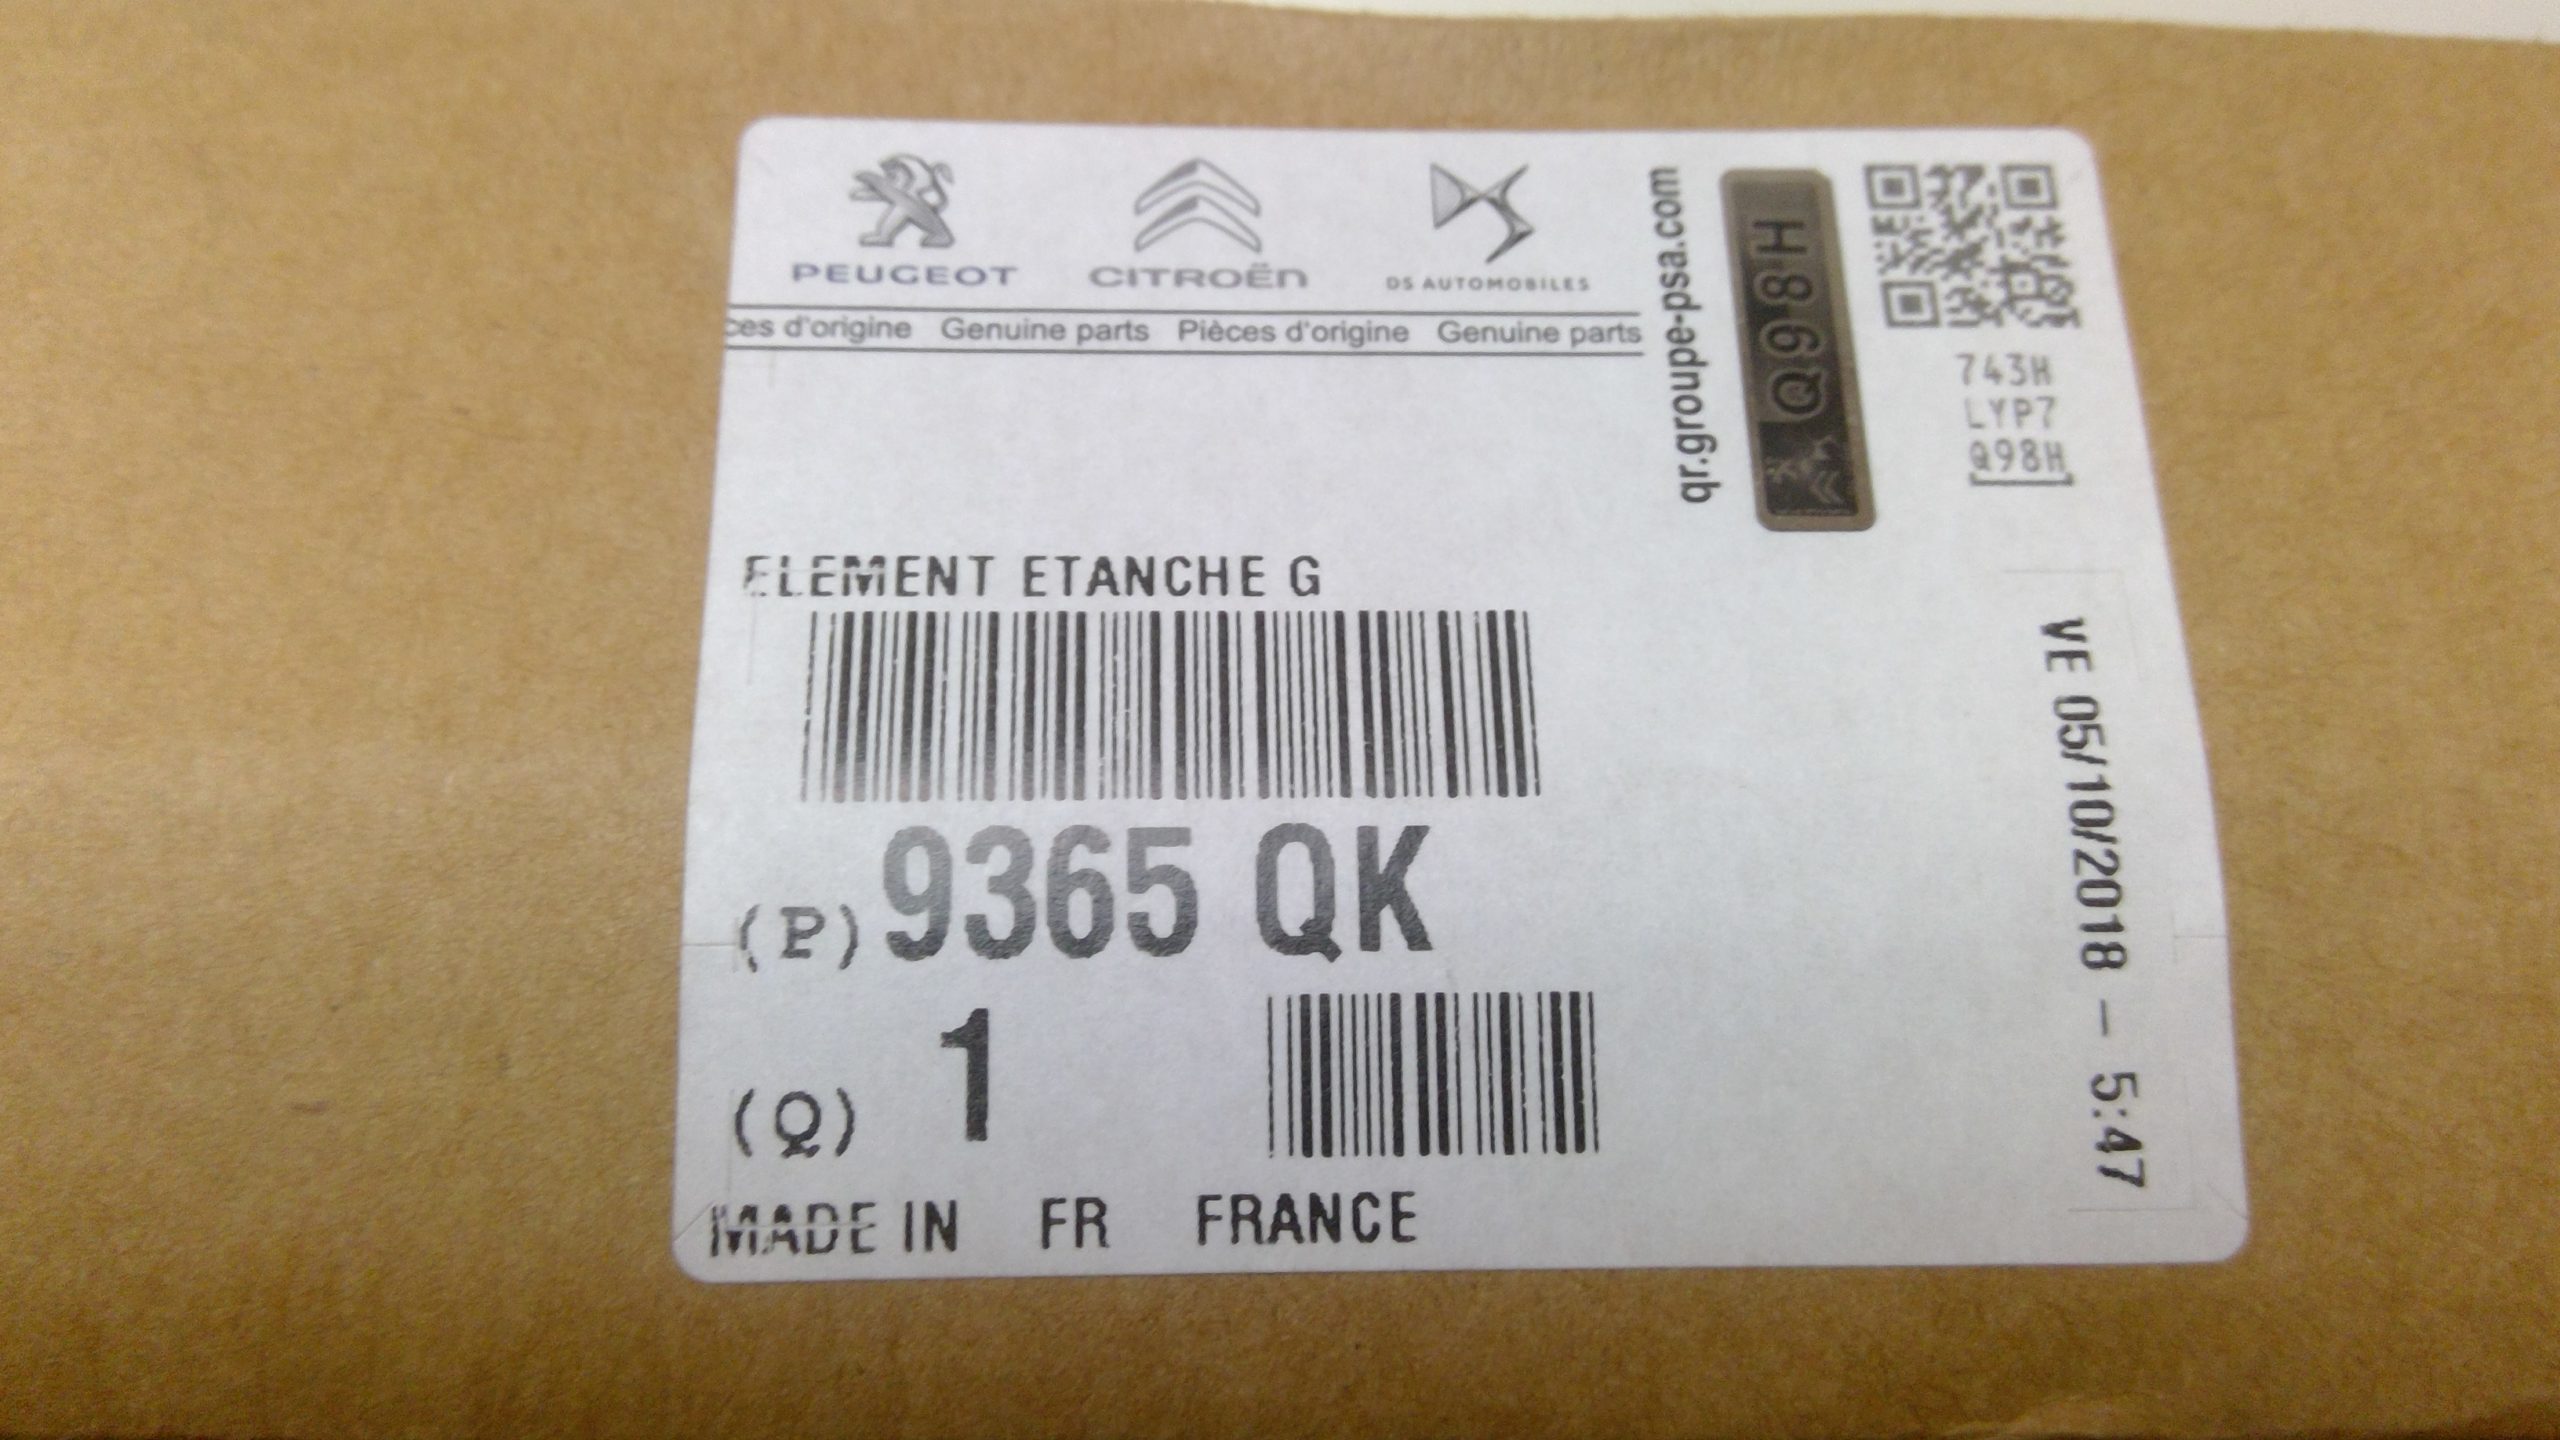 PEUGEOT
CITROËN
DS AUTOMOBILES
ces d'origine Genuine parts Pièces d'origine Genuine parts
qr.groupe-psa.com
Q98H
743H
LYP7
Q98H
ELEMENT ETANCHE G
(P) 9365 QK
(Q) 1
MADE IN FR FRANCE
VE 05/10/2018 - 5:47